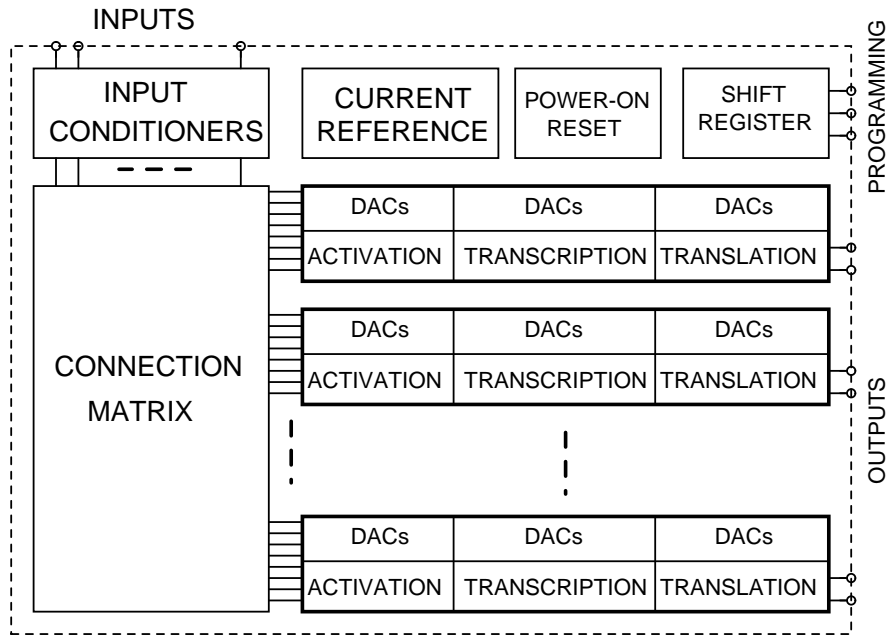 INPUTS
INPUT
CONDITIONERS
CURRENT
REFERENCE
POWER-ON
RESET
SHIFT
REGISTER
PROGRAMMING
DACs DACs DACs
ACTIVATION TRANSCRIPTION TRANSLATION
DACs DACs DACs
ACTIVATION TRANSCRIPTION TRANSLATION
CONNECTION
MATRIX
OUTPUTS
DACs DACs DACs
ACTIVATION TRANSCRIPTION TRANSLATION